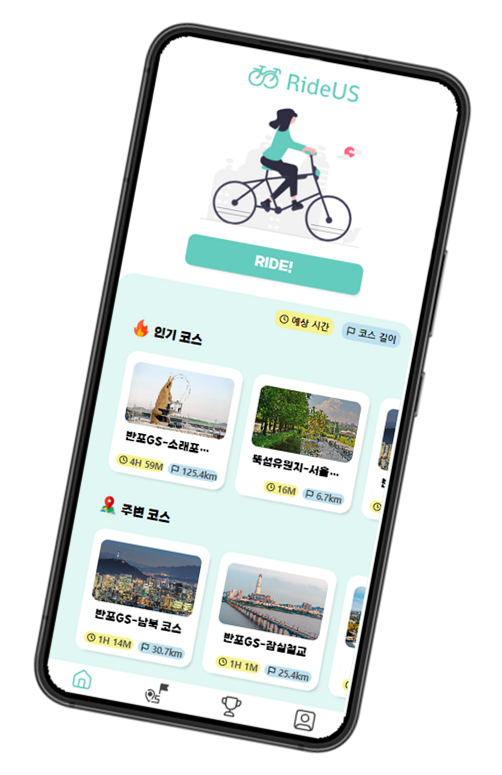 RideUS
RIDE!
예상 시간
코스 길이
인기 코스
반포GS-소래포...
4H 59M
125.4km
뚝섬유원지-서울...
16M
6.7km
주변 코스
반포GS-남북 코스
1H 14M
30.7km
반포GS-잠실철교
1H 1M
25.4km